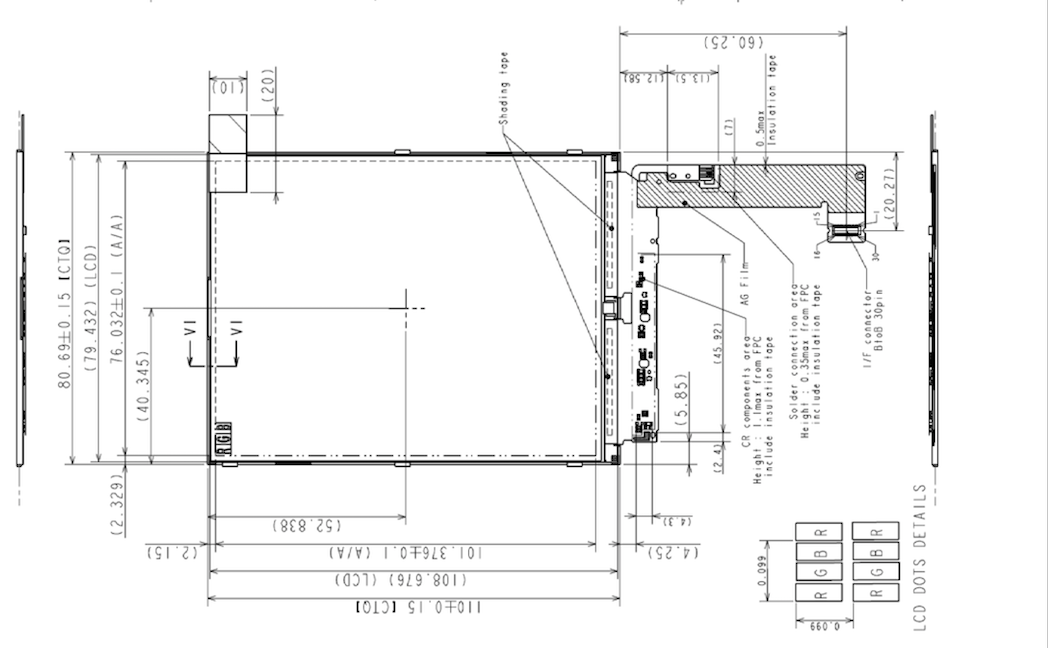 (10)
(20)
Shading tape
(60.25)
(12.58)
(13.5)
(7)
0.5max
Insulation tape
(20.27)
15
1
16
30
80.69±0.15 [CTQ]
(79.432) (LCD)
76.032±0.1 (A/A)
(40.345)
VI
VI
RGB
(2.329)
(45.92)
(5.85)
(2.4)
(4.3)
(4.25)
AG Film
CR components area
Height : 1.1max from FPC
include insulation tape
Solder connection area
Height : 0.35max from FPC
include insulation tape
I/F connector
BtoB 30pin
(52.838)
(2.15)
101.376±0.1 (A/A)
(108.676) (LCD)
110±0.15 [CTQ]
0.099
0.099
R
B
G
R
R
B
G
R
LCD DOTS DETAILS